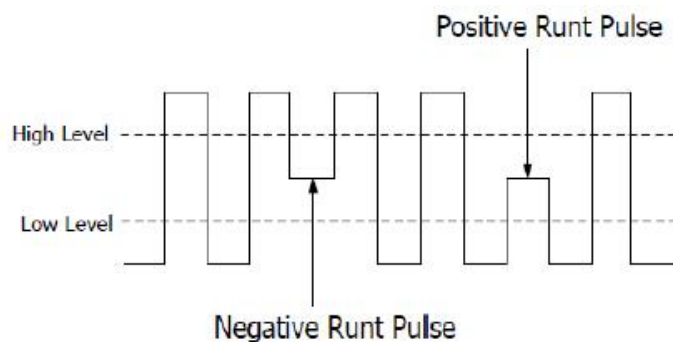 Positive Runt Pulse
High Level
Low Level
Negative Runt Pulse